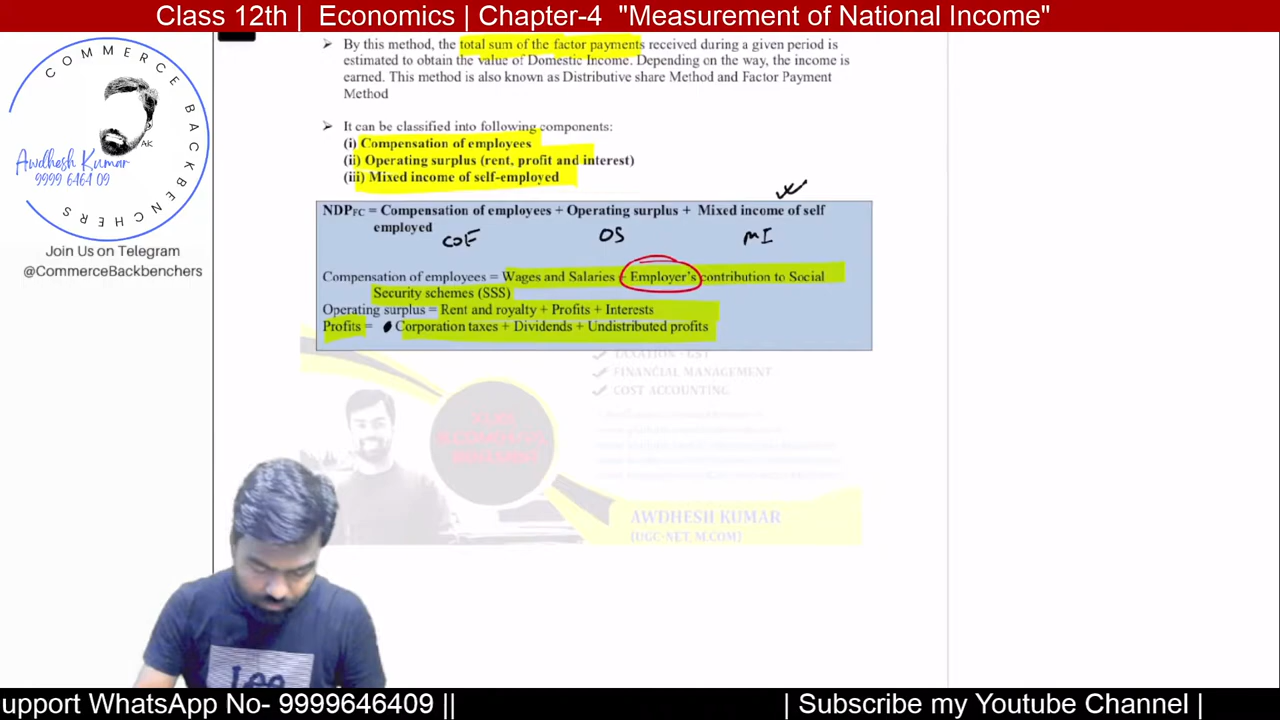 Class 12th | Economics | Chapter-4 "Measurement of National Income"
COMMERCE BACKBENCHERS
AK
Awdhesh Kumar
9999 6464 09
Join Us on Telegram
@CommerceBackbenchers
➢ By this method, the total sum of the factor payments received during a given period is
estimated to obtain the value of Domestic Income. Depending on the way, the income is
earned. This method is also known as Distributive share Method and Factor Payment
Method
➢ It can be classified into following components:
(i) Compensation of employees
(ii) Operating surplus (rent, profit and interest)
(iii) Mixed income of self-employed
NDPFC = Compensation of employees + Operating surplus + Mixed income of self
employed
COE OS MI
Compensation of employees = Wages and Salaries + Employer's contribution to Social
Security schemes (SSS)
Operating surplus = Rent and royalty + Profits + Interests
Profits = Corporation taxes + Dividends + Undistributed profits
TAXATION - GST
FINANCIAL MANAGEMENT
COST ACCOUNTING
AWDHESH KUMAR
(UGC-NET, M.COM)
Lee
upport WhatsApp No- 9999646409 || | Subscribe my Youtube Channel |